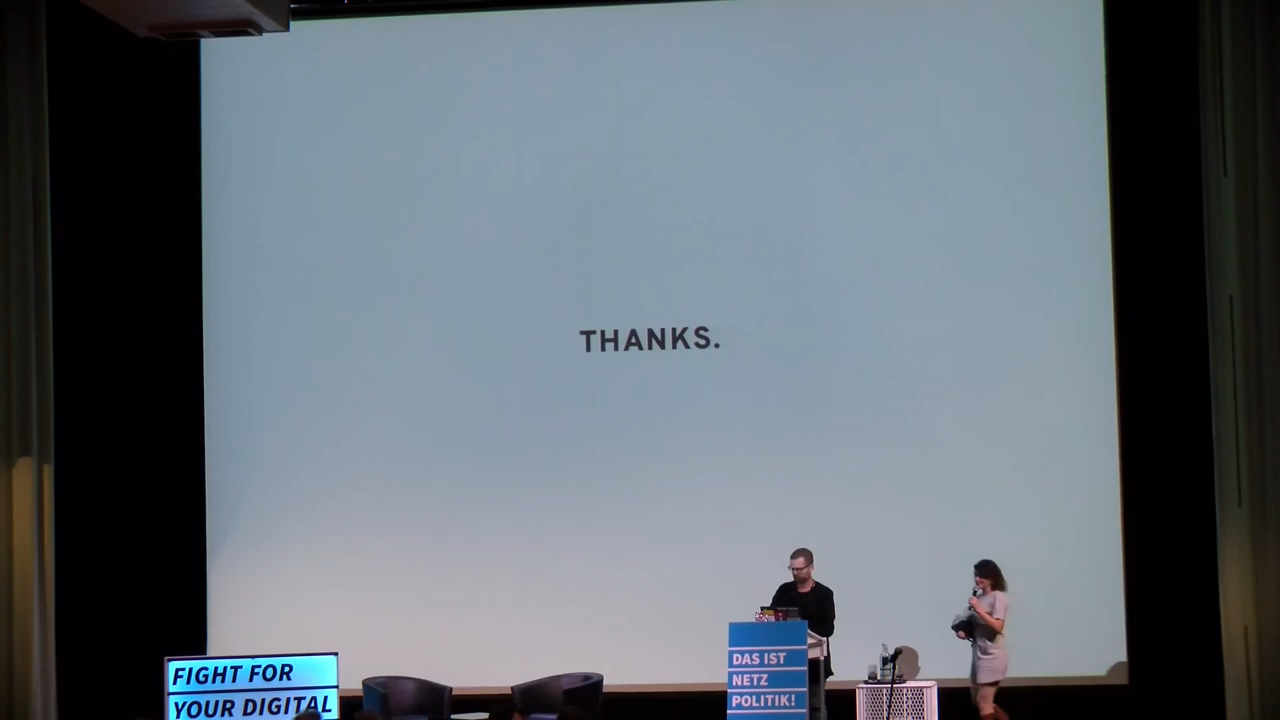 THANKS.
FIGHT FOR
YOUR DIGITAL
DAS IST
NETZ
POLITIK!